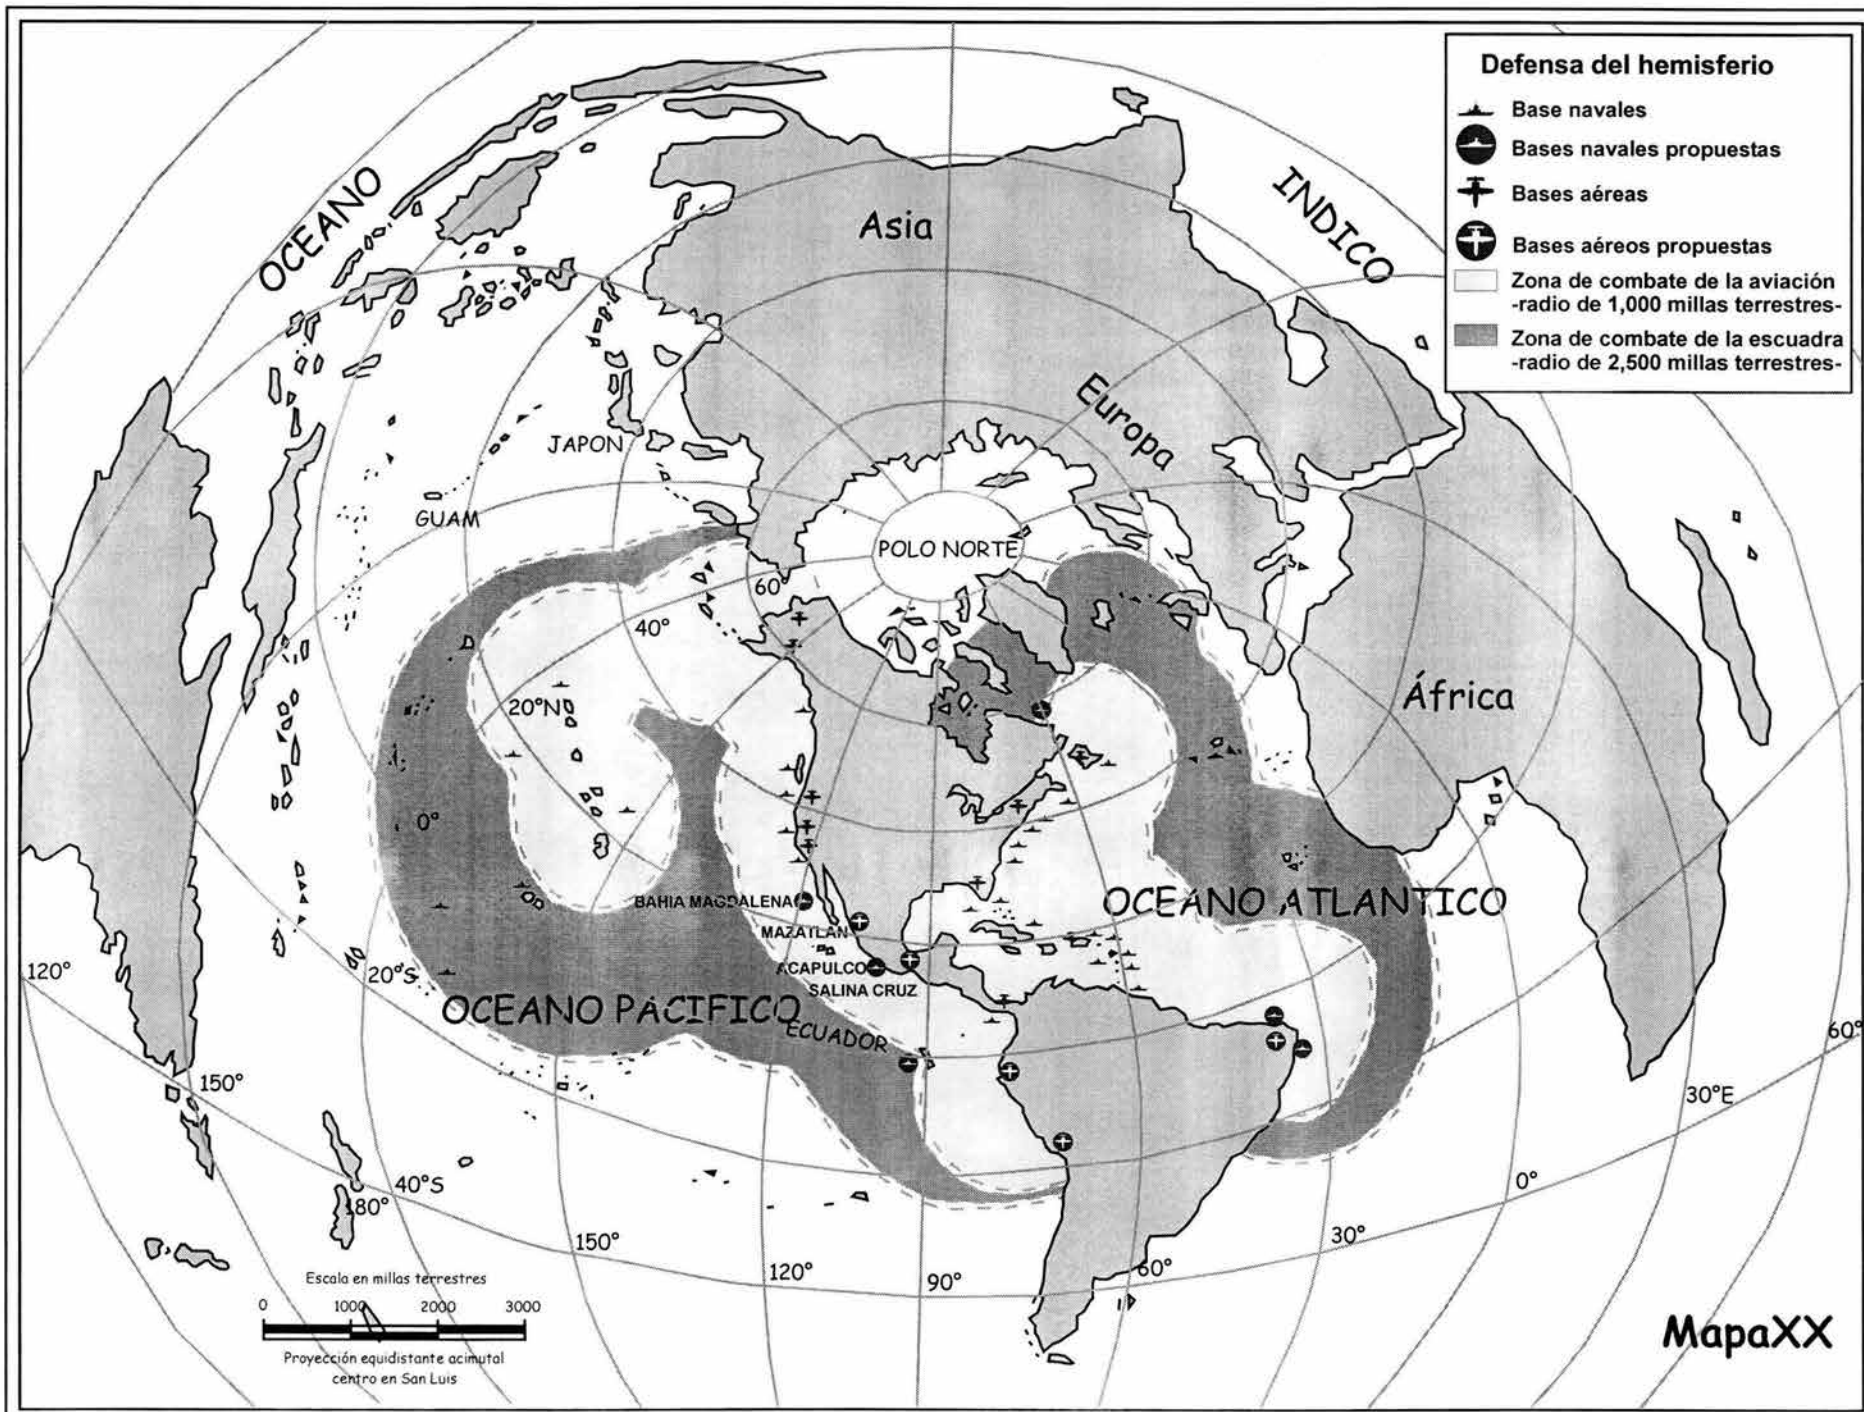 Defensa del hemisferio
Base navales
Bases navales propuestas
Bases aéreas
Bases aéreos propuestas
Zona de combate de la aviación
-radio de 1,000 millas terrestres-
Zona de combate de la escuadra
-radio de 2,500 millas terrestres-
OCEANO
INDICO
Asia
Europa
JAPON
GUAM
POLO NORTE
60°
40°
20°N
África
0°
BAHIA MAGDALENA
OCEANO ATLANTICO
MAZATLAN
ACAPULCO
SALINA CRUZ
120°
20°S
OCEANO PACIFICO
ECUADOR
60°
150°
30°E
40°S
180°
0°
150°
30°
120°
90°
60°
Escala en millas terrestres
0 1000 2000 3000
Proyección equidistante acimutal
centro en San Luis
MapaXX